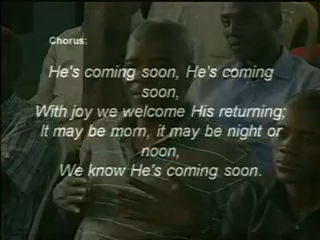 Chorus:
He's coming soon, He's coming
soon,
With joy we welcome His returning;
It may be morn, it may be night or
noon,
We know He's coming soon.